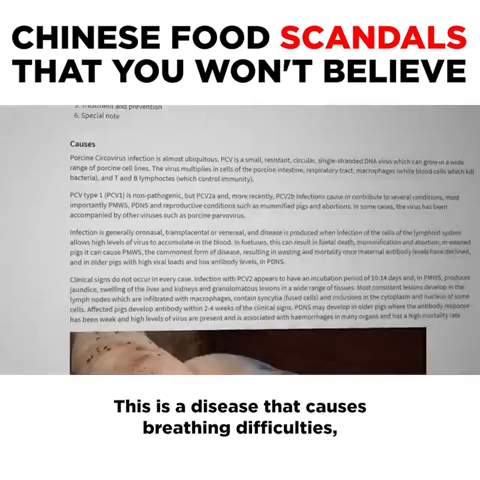 CHINESE FOOD SCANDALS
THAT YOU WON'T BELIEVE
5. Treatment and prevention
6. Special note
Causes
Porcine Circovirus infection is almost ubiquitous. PCV is a small, resistant, circular, single-stranded DNA virus which can grow in a wide
range of porcine cell lines. The virus multiplies in cells of the porcine intestine, respiratory tract, macrophages (white blood cells which kill
bacteria), and T and B lymphoctes (which control immunity).
PCV type 1 (PCV1) is non-pathogenic, but PCV2a and, more recently, PCV2b infections cause or contribute to several conditions, most
importantly PMWS, PDNS and reproductive conditions such as mummified pigs and abortions. In some cases, the virus has been
accompanied by other viruses such as porcine parvovirus.
Infection is generally oronasal, transplacental or venereal, and disease is produced when infection of the cells of the lymphoid system
allows high levels of virus to accumulate in the blood. In foetuses, this can result in foetal death, mummification and abortion, in weaned
pigs it can cause PMWS, the commonest form of disease, resulting in wasting and mortality once maternal antibody levels have declined,
and in older pigs with high viral loads and low antibody levels, in PDNS.
Clinical signs do not occur in every case. Infection with PCV2 appears to have an incubation period of 10-14 days and, in PMWS, produces
jaundice, swelling of the liver and kidneys and granulomatous lesions in a wide range of tissues. Most consistent lesions develop in the
lymph nodes which are infiltrated with macrophages, contain syncytia (fused cells) and inclusions in the cytoplasm and nucleus of some
cells. Affected pigs develop antibody within 2-4 weeks of the clinical signs. PDNS may develop in older pigs where the antibody response
has been weak and high levels of virus are present and is associated with haemorrhages in many organs and has a high mortality rate
This is a disease that causes
breathing difficulties,